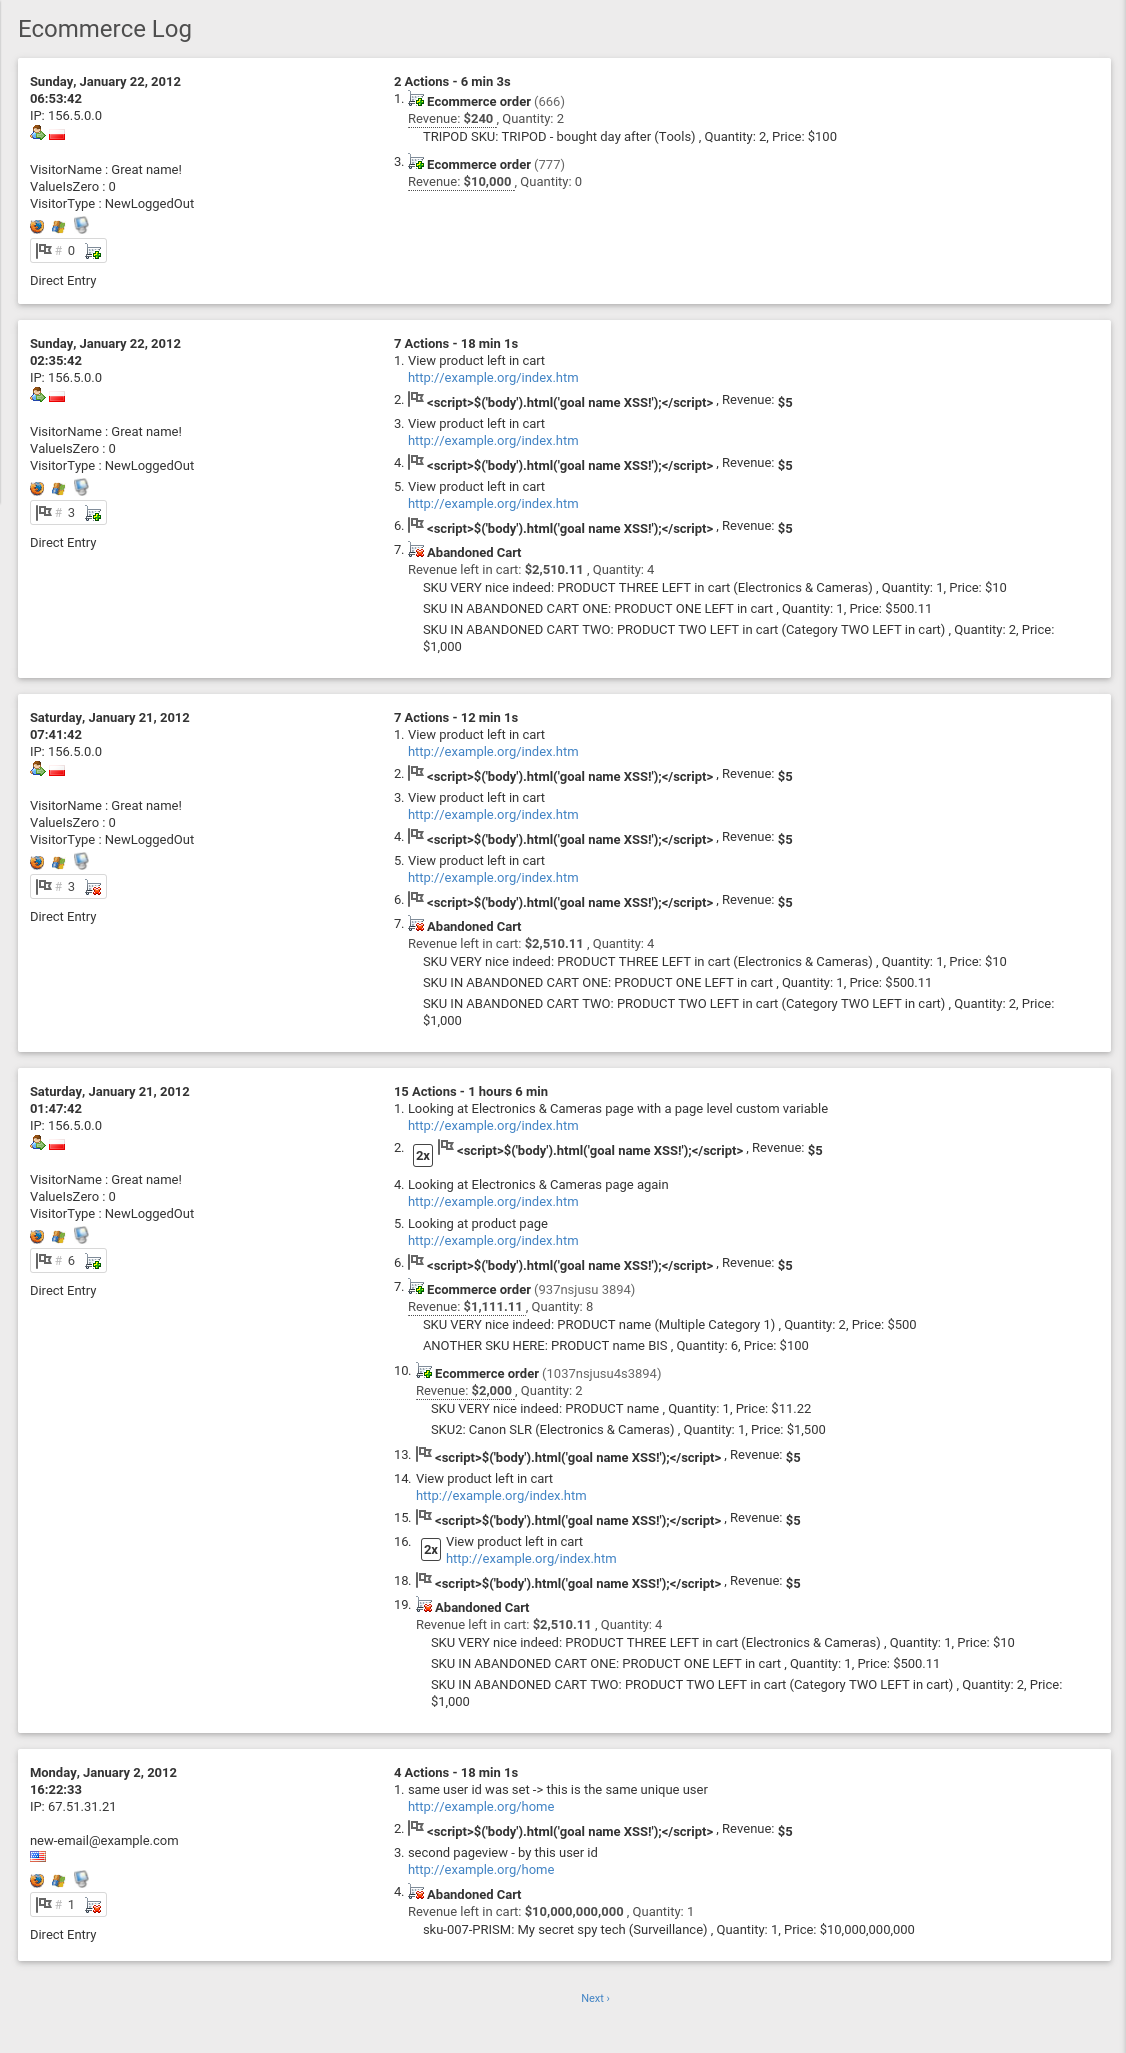 Ecommerce Log
Sunday, January 22, 2012
06:53:42
IP: 156.5.0.0
VisitorName : Great name!
ValueIsZero : 0
VisitorType : NewLoggedOut
# 0
Direct Entry
2 Actions - 6 min 3s
1. Ecommerce order (666)
Revenue: $240 , Quantity: 2
TRIPOD SKU: TRIPOD - bought day after (Tools) , Quantity: 2, Price: $100
3. Ecommerce order (777)
Revenue: $10,000 , Quantity: 0
Sunday, January 22, 2012
02:35:42
IP: 156.5.0.0
VisitorName : Great name!
ValueIsZero : 0
VisitorType : NewLoggedOut
# 3
Direct Entry
7 Actions - 18 min 1s
1. View product left in cart
http://example.org/index.htm
2. <script>$('body').html('goal name XSS!');</script> , Revenue: $5
3. View product left in cart
http://example.org/index.htm
4. <script>$('body').html('goal name XSS!');</script> , Revenue: $5
5. View product left in cart
http://example.org/index.htm
6. <script>$('body').html('goal name XSS!');</script> , Revenue: $5
7. Abandoned Cart
Revenue left in cart: $2,510.11 , Quantity: 4
SKU VERY nice indeed: PRODUCT THREE LEFT in cart (Electronics & Cameras) , Quantity: 1, Price: $10
SKU IN ABANDONED CART ONE: PRODUCT ONE LEFT in cart , Quantity: 1, Price: $500.11
SKU IN ABANDONED CART TWO: PRODUCT TWO LEFT in cart (Category TWO LEFT in cart) , Quantity: 2, Price:
$1,000
Saturday, January 21, 2012
07:41:42
IP: 156.5.0.0
VisitorName : Great name!
ValueIsZero : 0
VisitorType : NewLoggedOut
# 3
Direct Entry
7 Actions - 12 min 1s
1. View product left in cart
http://example.org/index.htm
2. <script>$('body').html('goal name XSS!');</script> , Revenue: $5
3. View product left in cart
http://example.org/index.htm
4. <script>$('body').html('goal name XSS!');</script> , Revenue: $5
5. View product left in cart
http://example.org/index.htm
6. <script>$('body').html('goal name XSS!');</script> , Revenue: $5
7. Abandoned Cart
Revenue left in cart: $2,510.11 , Quantity: 4
SKU VERY nice indeed: PRODUCT THREE LEFT in cart (Electronics & Cameras) , Quantity: 1, Price: $10
SKU IN ABANDONED CART ONE: PRODUCT ONE LEFT in cart , Quantity: 1, Price: $500.11
SKU IN ABANDONED CART TWO: PRODUCT TWO LEFT in cart (Category TWO LEFT in cart) , Quantity: 2, Price:
$1,000
Saturday, January 21, 2012
01:47:42
IP: 156.5.0.0
VisitorName : Great name!
ValueIsZero : 0
VisitorType : NewLoggedOut
# 6
Direct Entry
15 Actions - 1 hours 6 min
1. Looking at Electronics & Cameras page with a page level custom variable
http://example.org/index.htm
2. 2x <script>$('body').html('goal name XSS!');</script> , Revenue: $5
4. Looking at Electronics & Cameras page again
http://example.org/index.htm
5. Looking at product page
http://example.org/index.htm
6. <script>$('body').html('goal name XSS!');</script> , Revenue: $5
7. Ecommerce order (937nsjusu 3894)
Revenue: $1,111.11 , Quantity: 8
SKU VERY nice indeed: PRODUCT name (Multiple Category 1) , Quantity: 2, Price: $500
ANOTHER SKU HERE: PRODUCT name BIS , Quantity: 6, Price: $100
10. Ecommerce order (1037nsjusu4s3894)
Revenue: $2,000 , Quantity: 2
SKU VERY nice indeed: PRODUCT name , Quantity: 1, Price: $11.22
SKU2: Canon SLR (Electronics & Cameras) , Quantity: 1, Price: $1,500
13. <script>$('body').html('goal name XSS!');</script> , Revenue: $5
14. View product left in cart
http://example.org/index.htm
15. <script>$('body').html('goal name XSS!');</script> , Revenue: $5
16. 2x View product left in cart
http://example.org/index.htm
18. <script>$('body').html('goal name XSS!');</script> , Revenue: $5
19. Abandoned Cart
Revenue left in cart: $2,510.11 , Quantity: 4
SKU VERY nice indeed: PRODUCT THREE LEFT in cart (Electronics & Cameras) , Quantity: 1, Price: $10
SKU IN ABANDONED CART ONE: PRODUCT ONE LEFT in cart , Quantity: 1, Price: $500.11
SKU IN ABANDONED CART TWO: PRODUCT TWO LEFT in cart (Category TWO LEFT in cart) , Quantity: 2, Price:
$1,000
Monday, January 2, 2012
16:22:33
IP: 67.51.31.21
new-email@example.com
# 1
Direct Entry
4 Actions - 18 min 1s
1. same user id was set -> this is the same unique user
http://example.org/home
2. <script>$('body').html('goal name XSS!');</script> , Revenue: $5
3. second pageview - by this user id
http://example.org/home
4. Abandoned Cart
Revenue left in cart: $10,000,000,000 , Quantity: 1
sku-007-PRISM: My secret spy tech (Surveillance) , Quantity: 1, Price: $10,000,000,000
Next ›